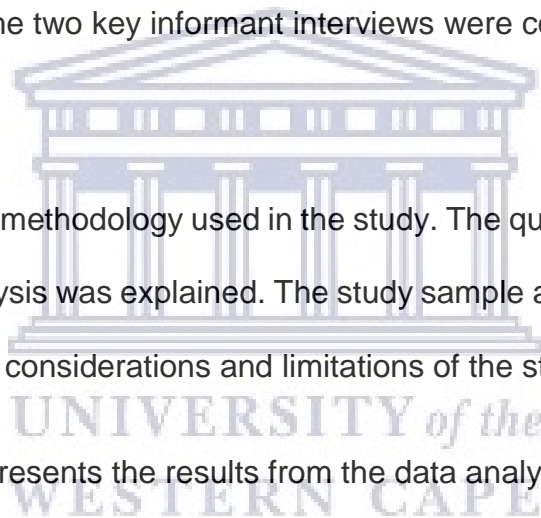 ne two key informant interviews were co
methodology used in the study. The qu
ysis was explained. The study sample a
considerations and limitations of the st
UNIVERSITY of the
resents the results from the data analy
WESTERN CAPE